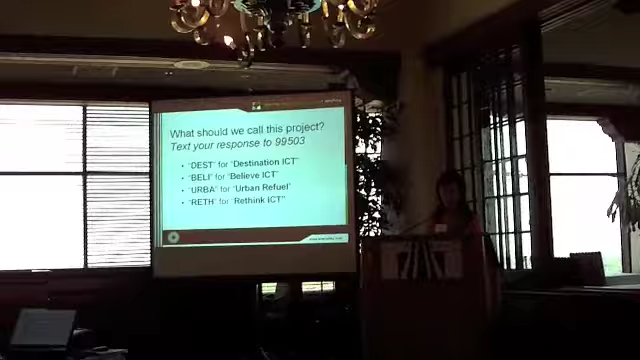 What should we call this project?
Text your response to 99503
• "DEST" for "Destination ICT"
• "BELI" for "Believe ICT"
• "URBA" for "Urban Refuel"
• "RETH" for "Rethink ICT"